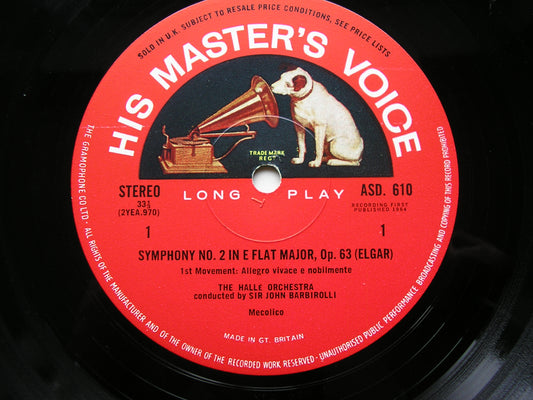 SOLD IN U.K. SUBJECT TO RESALE PRICE CONDITIONS, SEE PRICE LISTS
HIS MASTER'S VOICE
TRADE MARK
REGD
STEREO
33⅓
(2YEA.970)
LONG PLAY
ASD. 610
RECORDING FIRST
PUBLISHED 1964
1
1
SYMPHONY NO. 2 IN E FLAT MAJOR, Op. 63 (ELGAR)
1st Movement: Allegro vivace e nobilmente
THE HALLE ORCHESTRA
conducted by SIR JOHN BARBIROLLI
Mecolico
MADE IN GT. BRITAIN
THE GRAMOPHONE CO LTD. ALL RIGHTS OF THE MANUFACTURER AND OF THE OWNER OF THE RECORDED WORK RESERVED · UNAUTHORISED PUBLIC PERFORMANCE BROADCASTING AND COPYING OF THIS RECORD PROHIBITED